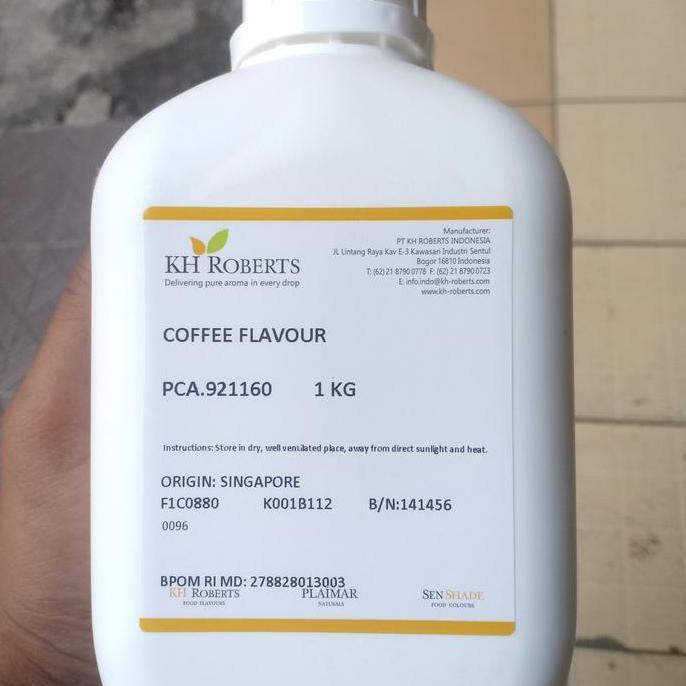 KH ROBERTS
Delivering pure aroma in every drop
Manufacturer:
PT KH ROBERTS INDONESIA
JL Lintang Raya Kav E-3 Kawasan Industri Sentul
Bogor 16810 Indonesia
T: (62) 21 8790 0778 F: (62) 21 8790 0723
E: info.indo@kh-roberts.com
www.kh-roberts.com
COFFEE FLAVOUR
PCA.921160 1 KG
Instructions: Store in dry, well ventilated place, away from direct sunlight and heat.
ORIGIN: SINGAPORE
F1C0880 K001B112 B/N:141456
0096
BPOM RI MD: 278828013003
KH ROBERTS PLAIMAR SENSHADE
FOOD FLAVOURS NATURALS FOOD COLOURS